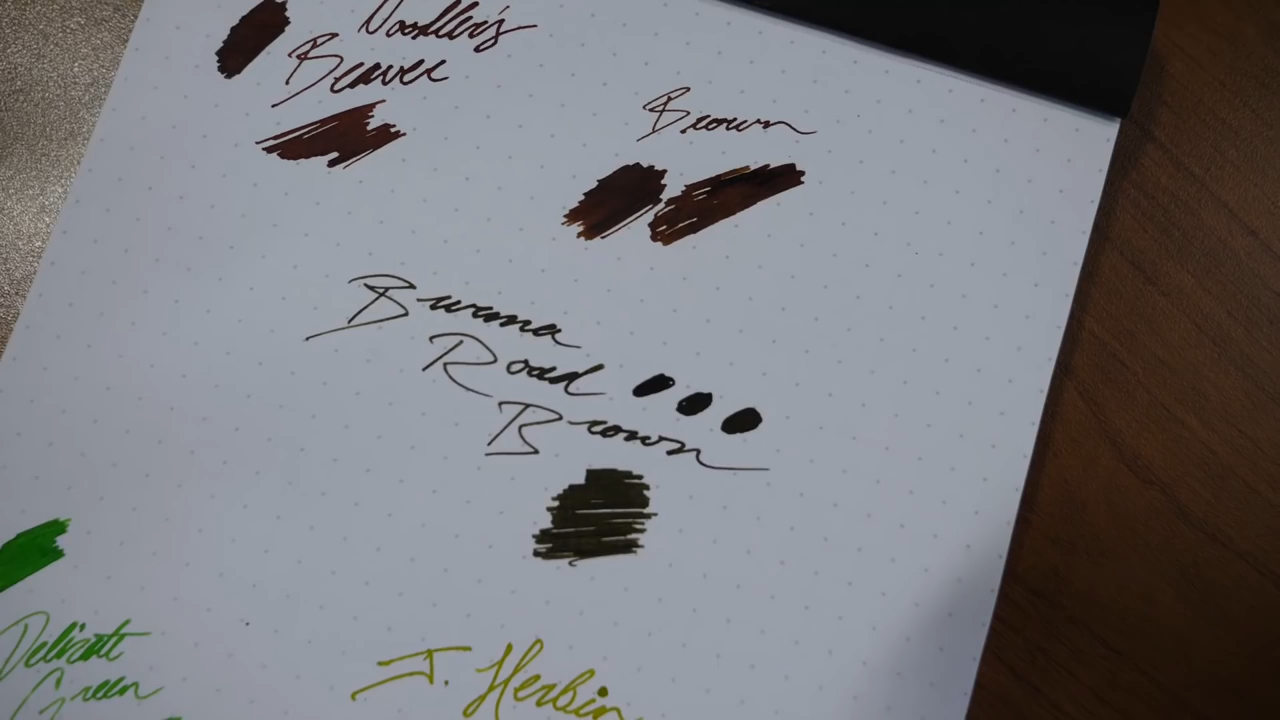 Noodler's
Beaver
Brown
Burma
Road
Brown
Delicate
Green
J. Herbin